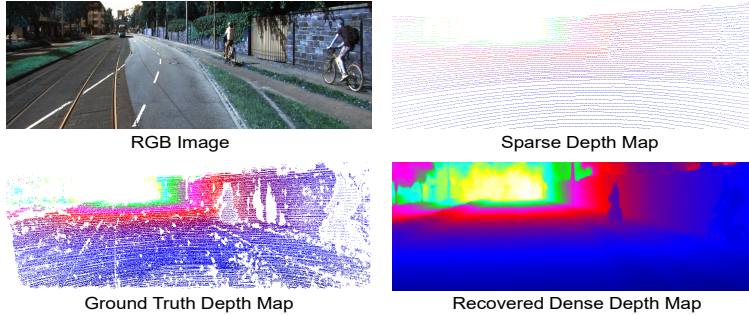 RGB Image
Sparse Depth Map
Ground Truth Depth Map
Recovered Dense Depth Map